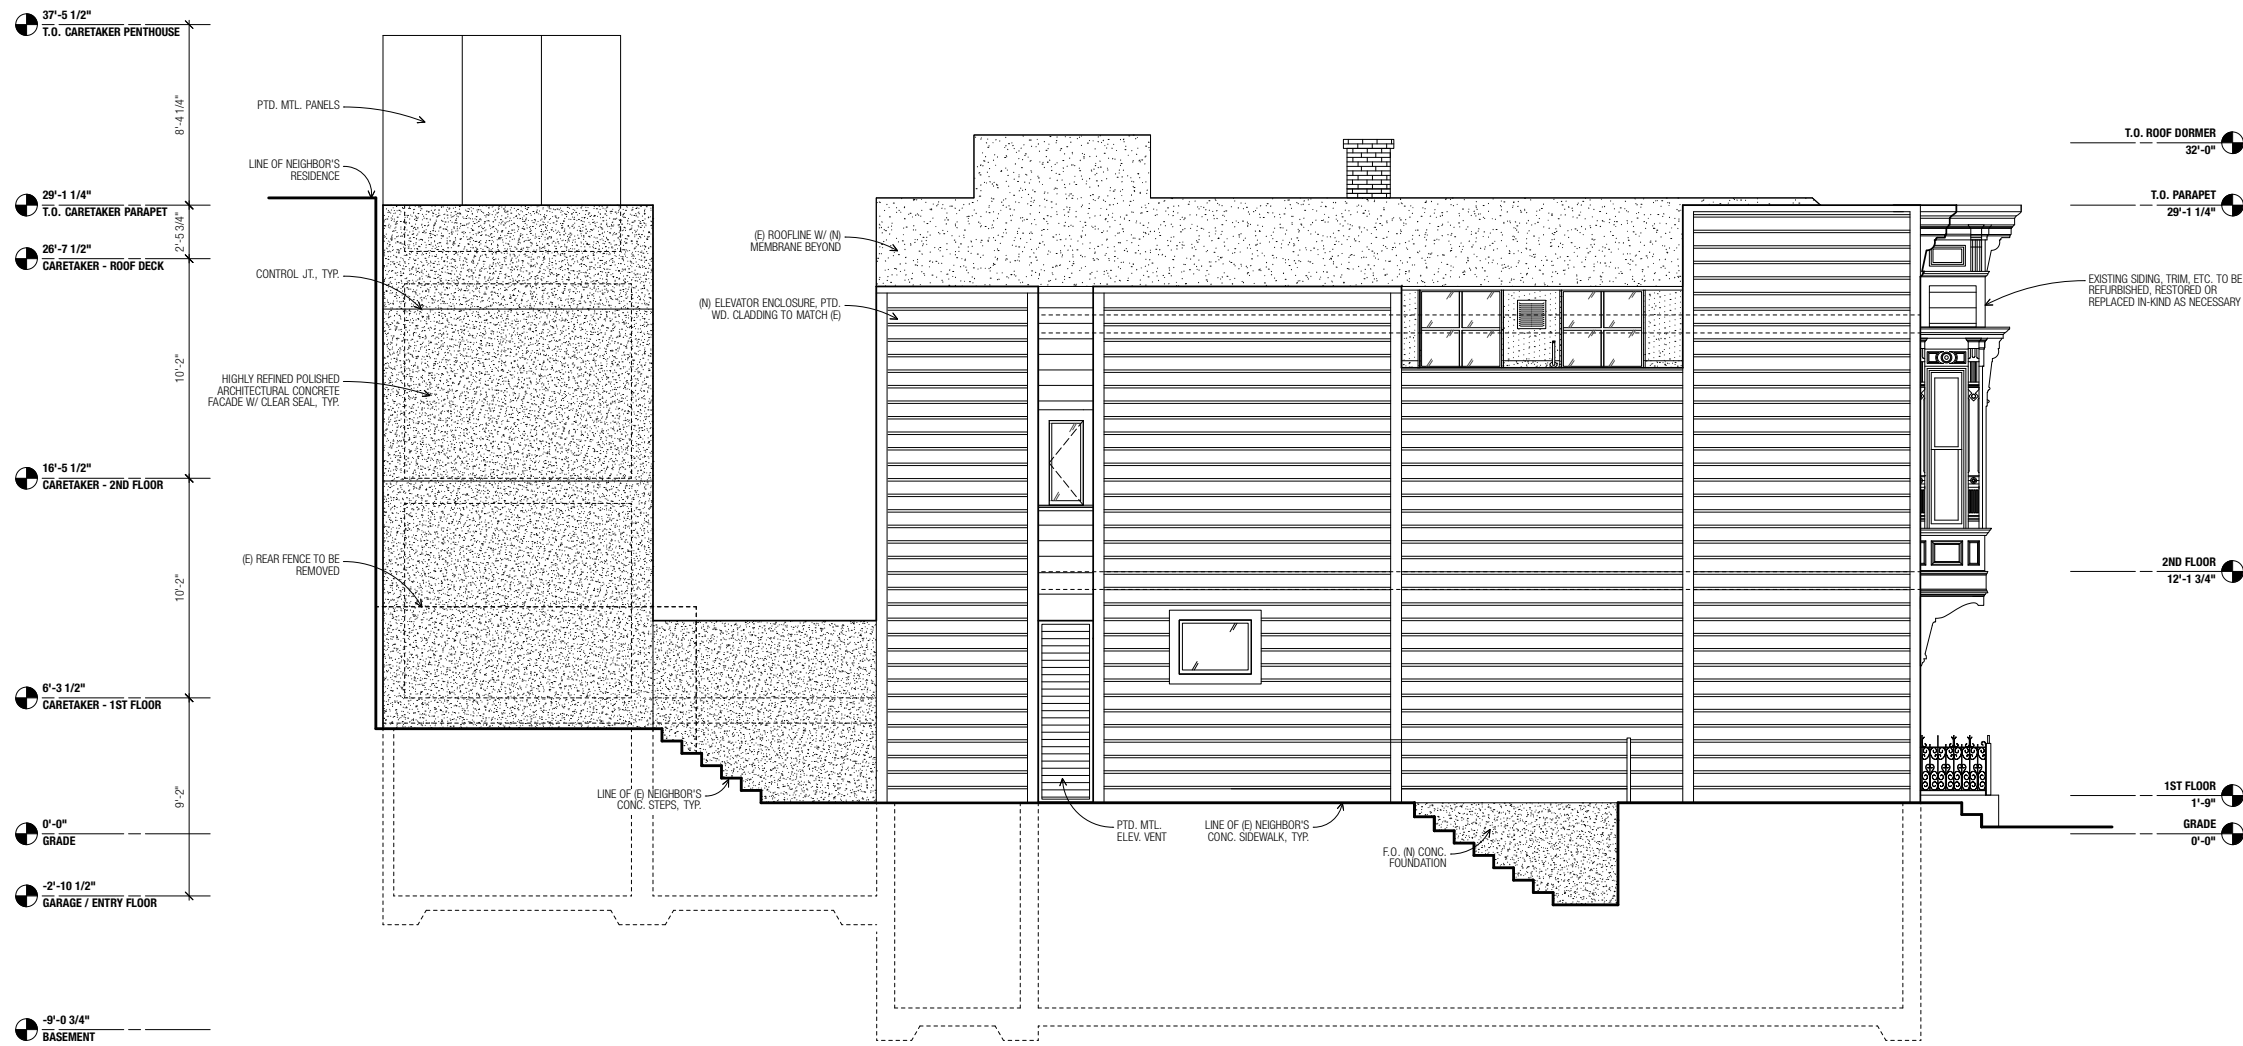 37'-5 1/2"
T.O. CARETAKER PENTHOUSE
8'-4 1/4"
29'-1 1/4"
T.O. CARETAKER PARAPET
2'-5 3/4"
26'-7 1/2"
CARETAKER - ROOF DECK
10'-2"
16'-5 1/2"
CARETAKER - 2ND FLOOR
10'-2"
6'-3 1/2"
CARETAKER - 1ST FLOOR
9'-2"
0'-0"
GRADE
-2'-10 1/2"
GARAGE / ENTRY FLOOR
-9'-0 3/4"
BASEMENT
PTD. MTL. PANELS
LINE OF NEIGHBOR'S
RESIDENCE
CONTROL JT., TYP.
HIGHLY REFINED POLISHED
ARCHITECTURAL CONCRETE
FACADE W/ CLEAR SEAL, TYP.
(E) REAR FENCE TO BE
REMOVED
(E) ROOFLINE W/ (N)
MEMBRANE BEYOND
(N) ELEVATOR ENCLOSURE, PTD.
WD. CLADDING TO MATCH (E)
LINE OF (E) NEIGHBOR'S
CONC. STEPS, TYP.
PTD. MTL.
ELEV. VENT
LINE OF (E) NEIGHBOR'S
CONC. SIDEWALK, TYP.
F.O. (N) CONC.
FOUNDATION
T.O. ROOF DORMER
32'-0"
T.O. PARAPET
29'-1 1/4"
EXISTING SIDING, TRIM, ETC. TO BE
REFURBISHED, RESTORED OR
REPLACED IN-KIND AS NECESSARY
2ND FLOOR
12'-1 3/4"
1ST FLOOR
1'-9"
GRADE
0'-0"